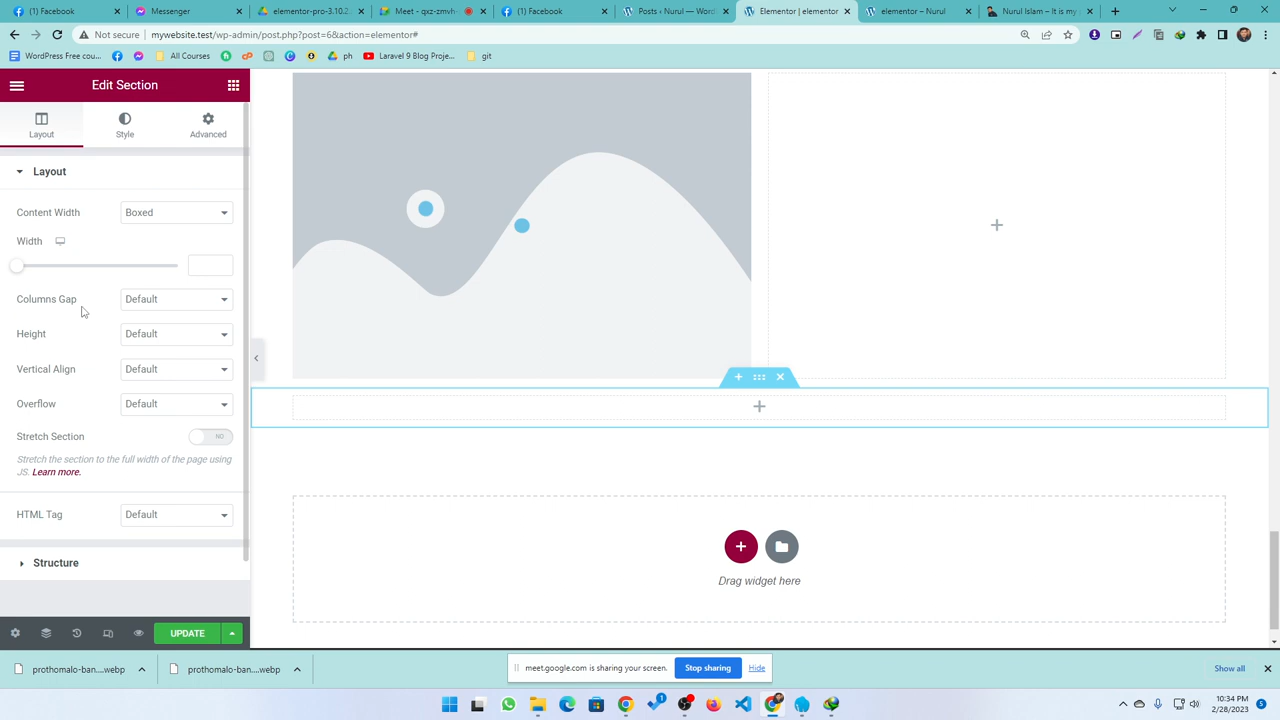 Facebook
Messenger
elementor-pro-3.10.2
Meet - qxz-zmvh-
Facebook
Posts ‹ Nurul — Word
Elementor | elementor
elementor – Nurul
Nurul Islam – It is my
Not secure
mywebsite.test/wp-admin/post.php?post=6&action=elementor#
WordPress Free cou...
All Courses
ph
Laravel 9 Blog Proje...
git
Edit Section
Layout
Style
Advanced
Layout
Content Width
Boxed
Width
Columns Gap
Default
Height
Default
Vertical Align
Default
Overflow
Default
Stretch Section
NO
Stretch the section to the full width of the page using
JS. Learn more.
HTML Tag
Default
Structure
UPDATE
Drag widget here
prothomalo-ban....webp
prothomalo-ban....webp
meet.google.com is sharing your screen.
Stop sharing
Hide
Show all
10:34 PM
2/28/2023